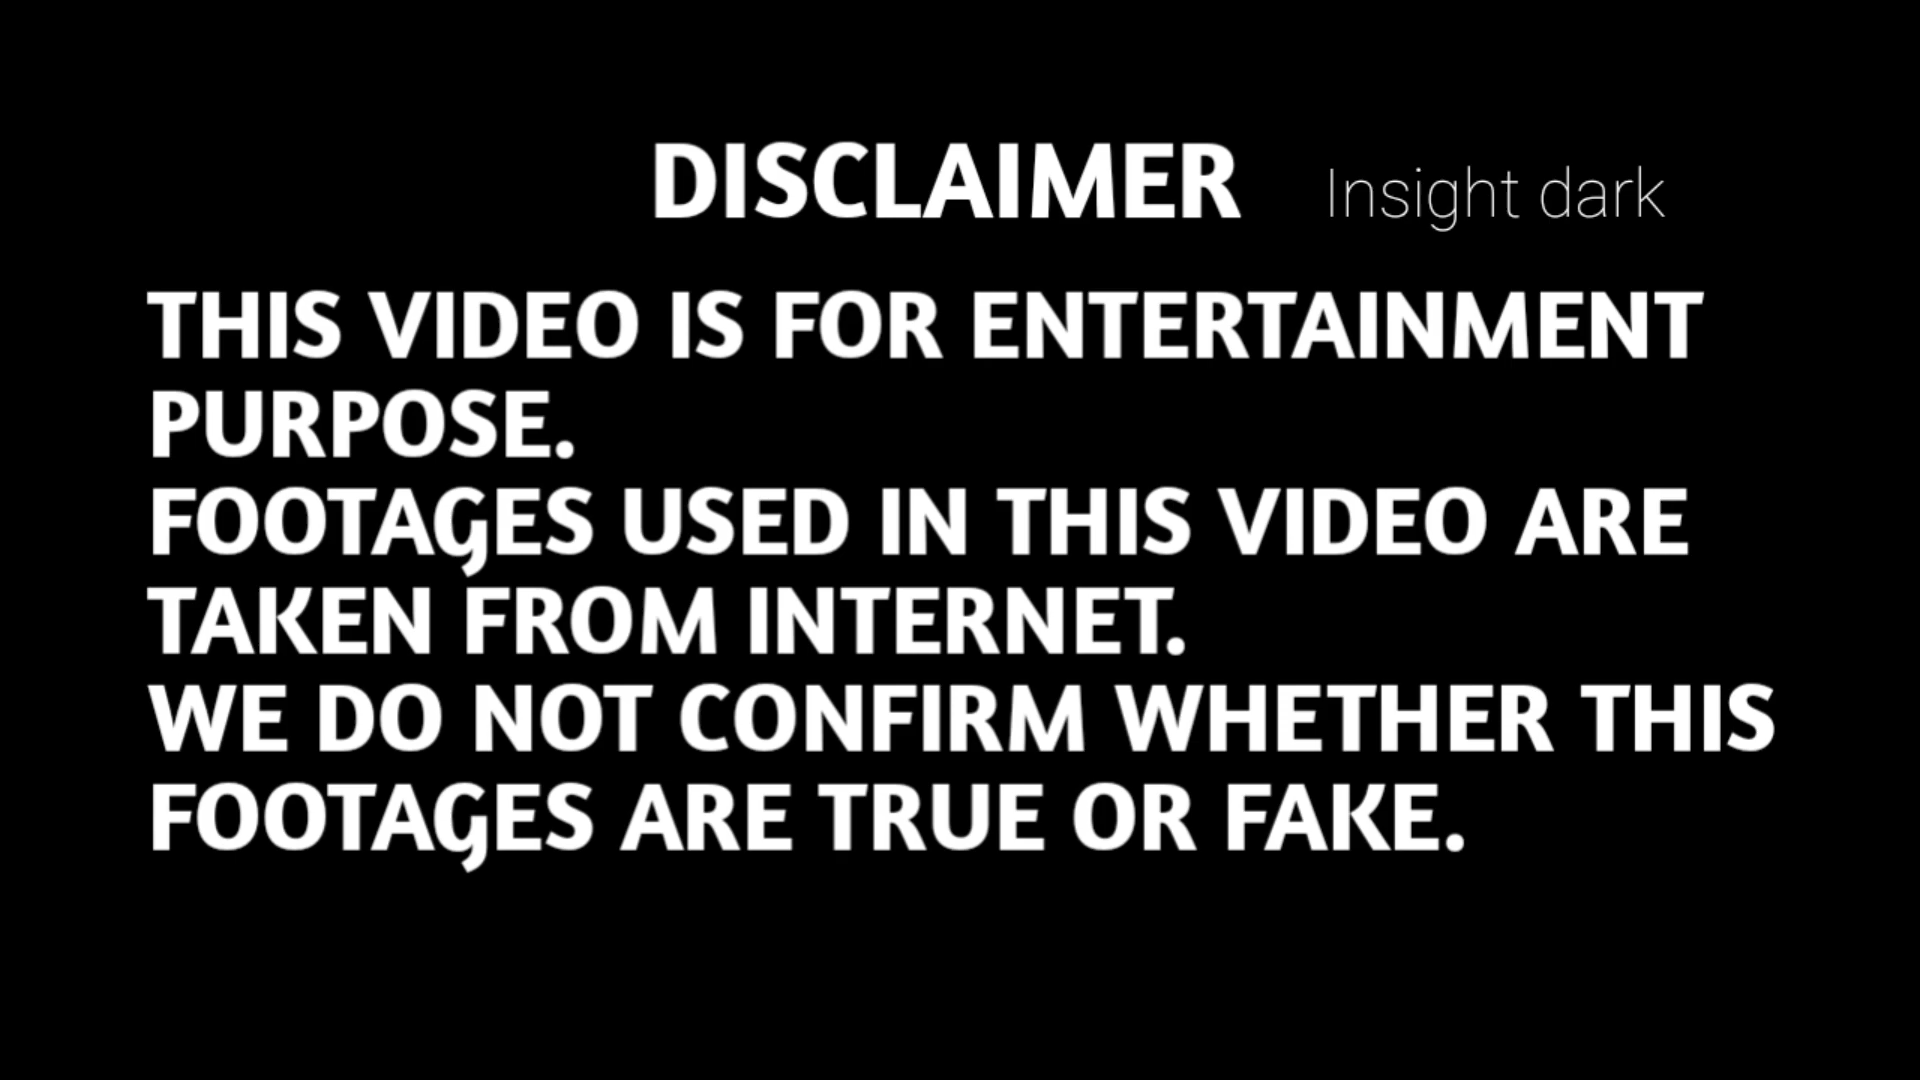 DISCLAIMER Insight dark
THIS VIDEO IS FOR ENTERTAINMENT
PURPOSE.
FOOTAGES USED IN THIS VIDEO ARE
TAKEN FROM INTERNET.
WE DO NOT CONFIRM WHETHER THIS
FOOTAGES ARE TRUE OR FAKE.